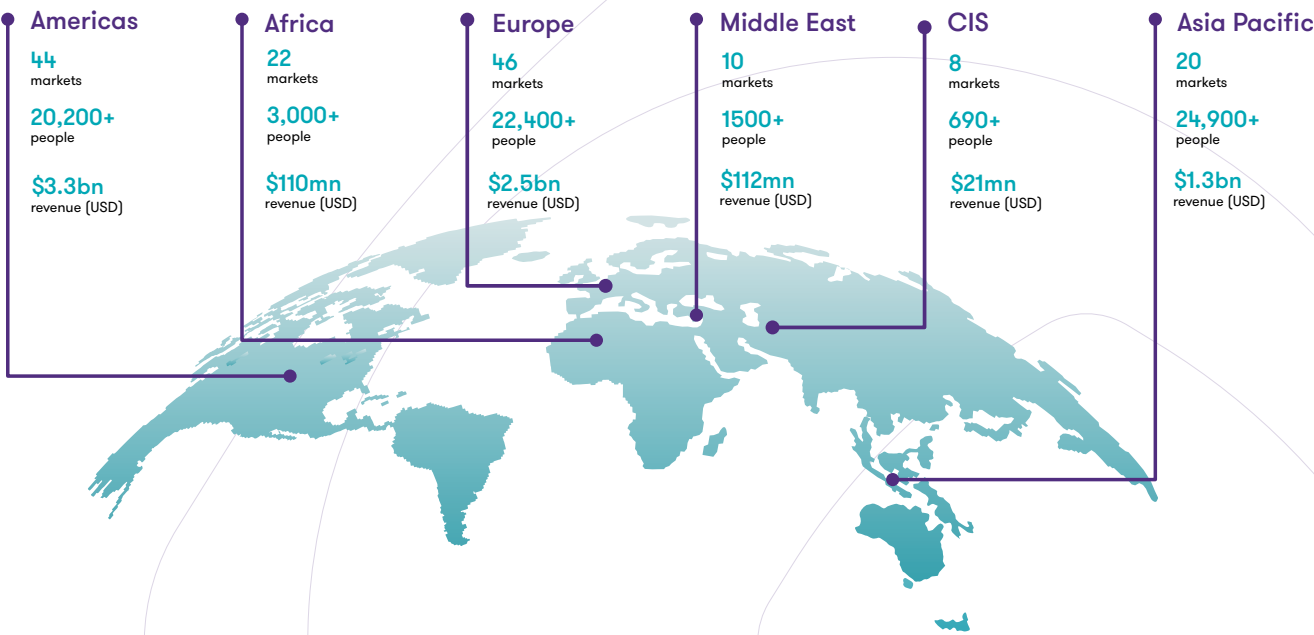 Americas
44
markets
20,200+
people
$3.3bn
revenue (USD)
Africa
22
markets
3,000+
people
$110mn
revenue (USD)
Europe
46
markets
22,400+
people
$2.5bn
revenue (USD)
Middle East
10
markets
1500+
people
$112mn
revenue (USD)
CIS
8
markets
690+
people
$21mn
revenue (USD)
Asia Pacific
20
markets
24,900+
people
$1.3bn
revenue (USD)